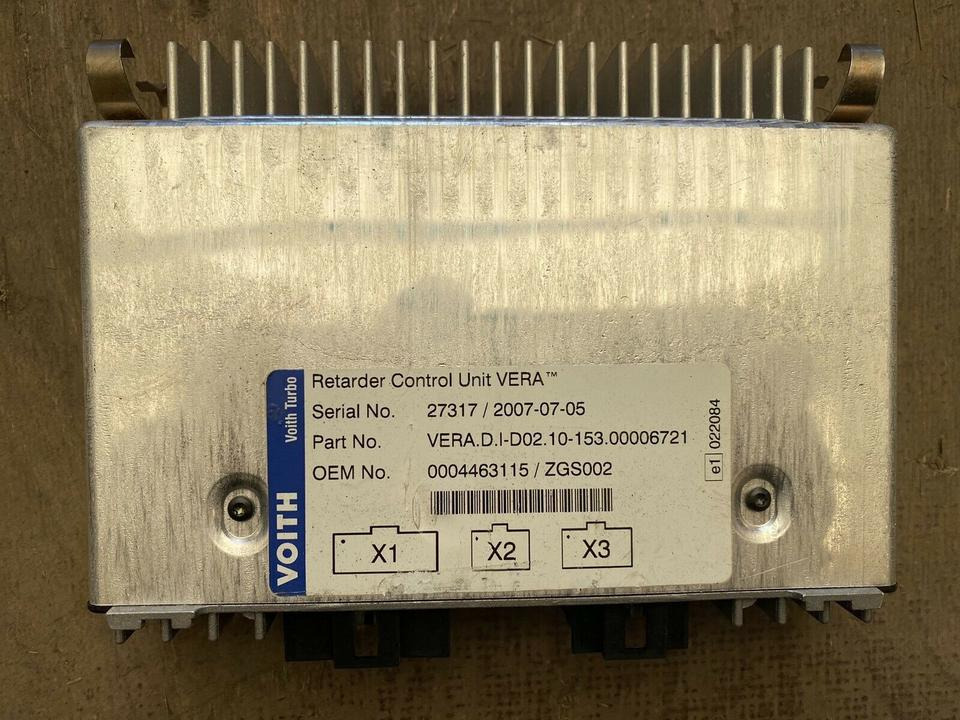 Voith Turbo
VOITH
Retarder Control Unit VERA™
Serial No. 27317 / 2007-07-05
Part No. VERA.D.I-D02.10-153.00006721
OEM No. 0004463115 / ZGS002
X1 X2 X3
e1 022084